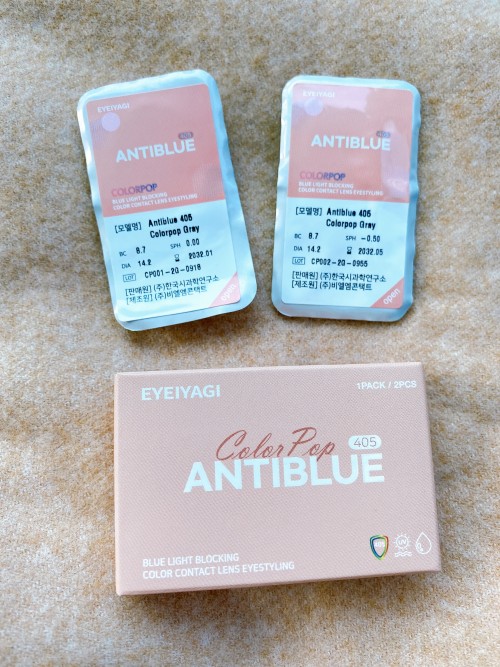 EYEIYAGI
ANTIBLUE 405
COLORPOP
BLUE LIGHT BLOCKING
COLOR CONTACT LENS EYESTYLING
[모델명] Antiblue 405
Colorpop Grey
BC 8.7 SPH 0.00
DIA 14.2 2032.01
LOT CP001-2G-0918
[판매원] (주)한국시과학연구소
[제조원] (주)비엘엠콘택트
open
EYEIYAGI
ANTIBLUE 405
COLORPOP
BLUE LIGHT BLOCKING
COLOR CONTACT LENS EYESTYLING
[모델명] Antiblue 405
Colorpop Grey
BC 8.7 SPH -0.50
DIA 14.2 2032.05
LOT CP002-2G-0955
[판매원] (주)한국시과학연구소
[제조원] (주)비엘엠콘택트
open
EYEIYAGI
1PACK / 2PCS
Color Pop 405
ANTIBLUE
BLUE LIGHT BLOCKING
COLOR CONTACT LENS EYESTYLING
UV